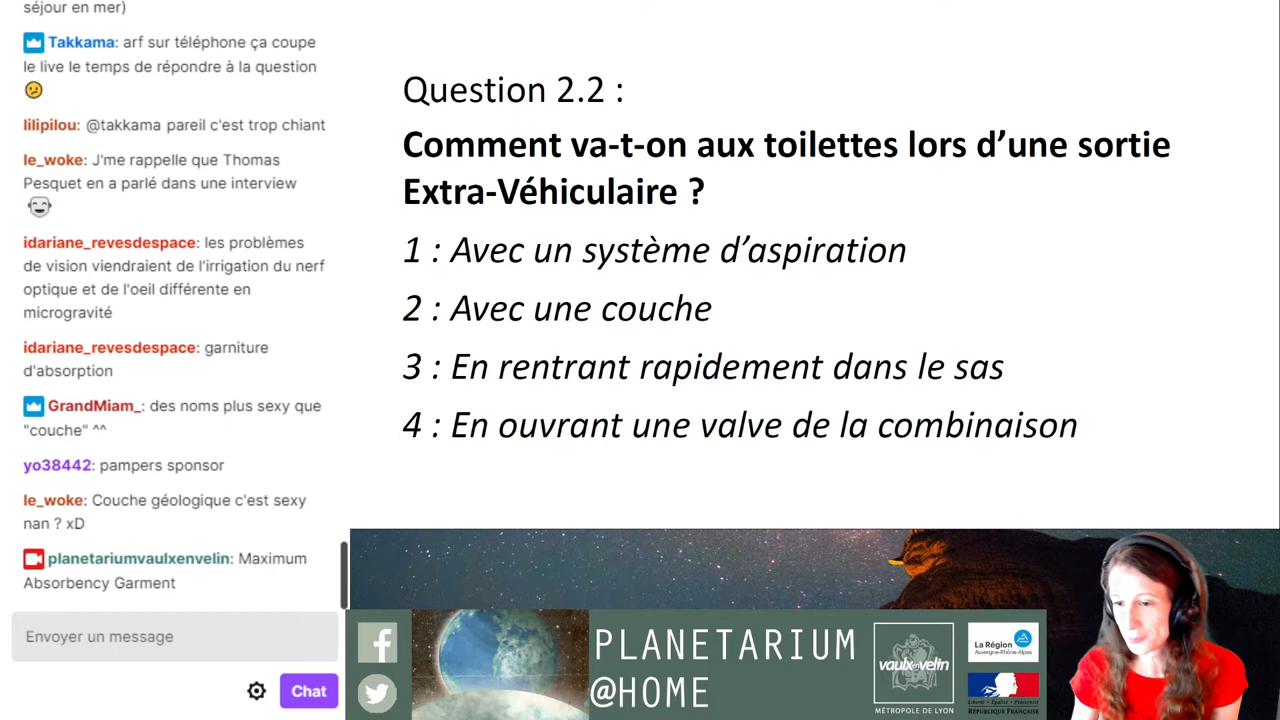 séjour en mer)
Takkama: arf sur téléphone ça coupe
le live le temps de répondre à la question
lilipilou: @takkama pareil c'est trop chiant
le_woke: J'me rappelle que Thomas
Pesquet en a parlé dans une interview
idariane_revesdespace: les problèmes
de vision viendraient de l'irrigation du nerf
optique et de l'oeil différente en
microgravité
idariane_revesdespace: garniture
d'absorption
GrandMiam_: des noms plus sexy que
"couche" ^^
yo38442: pampers sponsor
le_woke: Couche géologique c'est sexy
nan ? xD
planetariumvaulxenvelin: Maximum
Absorbency Garment
Envoyer un message
Chat
Question 2.2 :
Comment va-t-on aux toilettes lors d’une sortie
Extra-Véhiculaire ?
1 : Avec un système d’aspiration
2 : Avec une couche
3 : En rentrant rapidement dans le sas
4 : En ouvrant une valve de la combinaison
PLANETARIUM
@HOME
vaulx en velin
MÉTROPOLE DE LYON
La Région
Auvergne-Rhône-Alpes
Liberté • Égalité • Fraternité
RÉPUBLIQUE FRANÇAISE